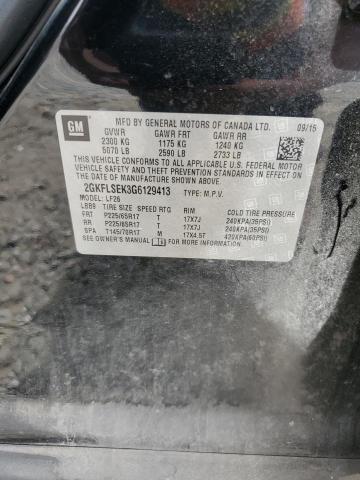 GM
MFD BY GENERAL MOTORS OF CANADA LTD. 09/15
GVWR GAWR FRT GAWR RR
2300 KG 1175 KG 1240 KG
5070 LB 2590 LB 2733 LB
THIS VEHICLE CONFORMS TO ALL APPLICABLE U.S. FEDERAL MOTOR
VEHICLE SAFETY, BUMPER, AND THEFT PREVENTION STANDARDS IN
EFFECT ON THE DATE OF MANUFACTURE SHOWN ABOVE.
2GKFLSEK3G6129413 TYPE: M.P.V.
MODEL: LF26
LBB9 TIRE SIZE SPEED RTG RIM COLD TIRE PRESSURE
FRT P225/65R17 T 17X7J 240KPA(35PSI)
RR P225/65R17 T 17X7J 240KPA(35PSI)
SPA T145/70R17 M 17X4.5T 420KPA(60PSI)
SEE OWNER'S MANUAL FOR ADDITIONAL INFORMATION.